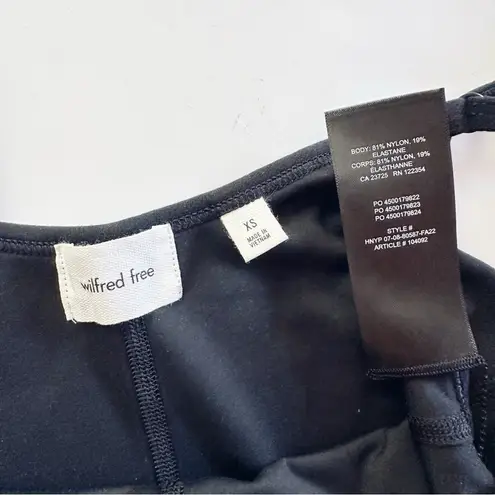 wilfred free
XS
MADE IN
VIETNAM
BODY: 81% NYLON, 19%
ELASTANE
CORPS: 81% NYLON, 19%
ÉLASTHANNE
CA 23725 RN 122354
PO 4500179822
PO 4500179823
PO 4500179824
STYLE #
HNYP 07-08-80587-FA22
ARTICLE # 104092